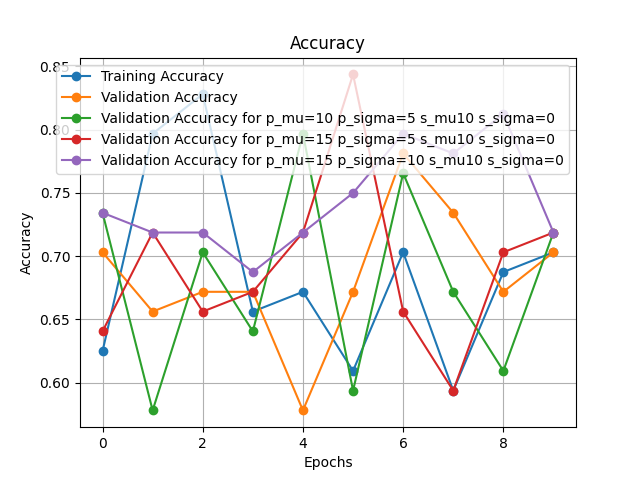 Accuracy
Training Accuracy
Validation Accuracy
Validation Accuracy for p_mu=10 p_sigma=5 s_mu10 s_sigma=0
Validation Accuracy for p_mu=15 p_sigma=5 s_mu10 s_sigma=0
Validation Accuracy for p_mu=15 p_sigma=10 s_mu10 s_sigma=0
0.85
0.80
0.75
0.70
0.65
0.60
Accuracy
0 2 4 6 8
Epochs